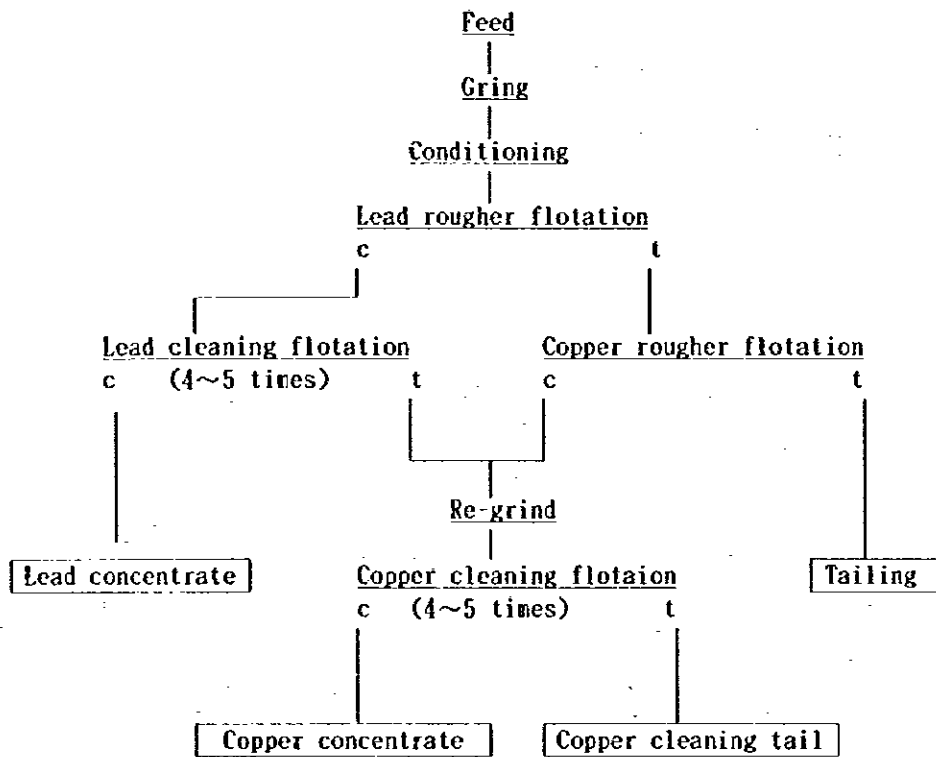 Feed
Gring
Conditioning
Lead rougher flotation
c t
Lead cleaning flotation Copper rougher flotation
c (4~5 times) t c t
Re-grind
Lead concentrate Copper cleaning flotaion Tailing
c (4~5 times) t
Copper concentrate Copper cleaning tail